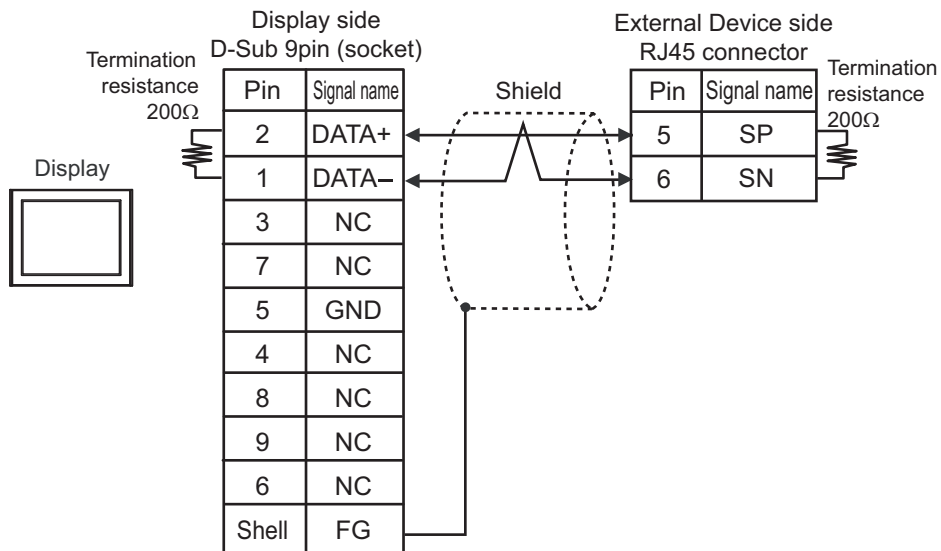 Display side
D-Sub 9pin (socket)
External Device side
RJ45 connector
Termination
resistance
200Ω
Termination
resistance
200Ω
Display
Shield
Pin Signal name
2 DATA+
1 DATA–
3 NC
7 NC
5 GND
4 NC
8 NC
9 NC
6 NC
Shell FG
Pin Signal name
5 SP
6 SN